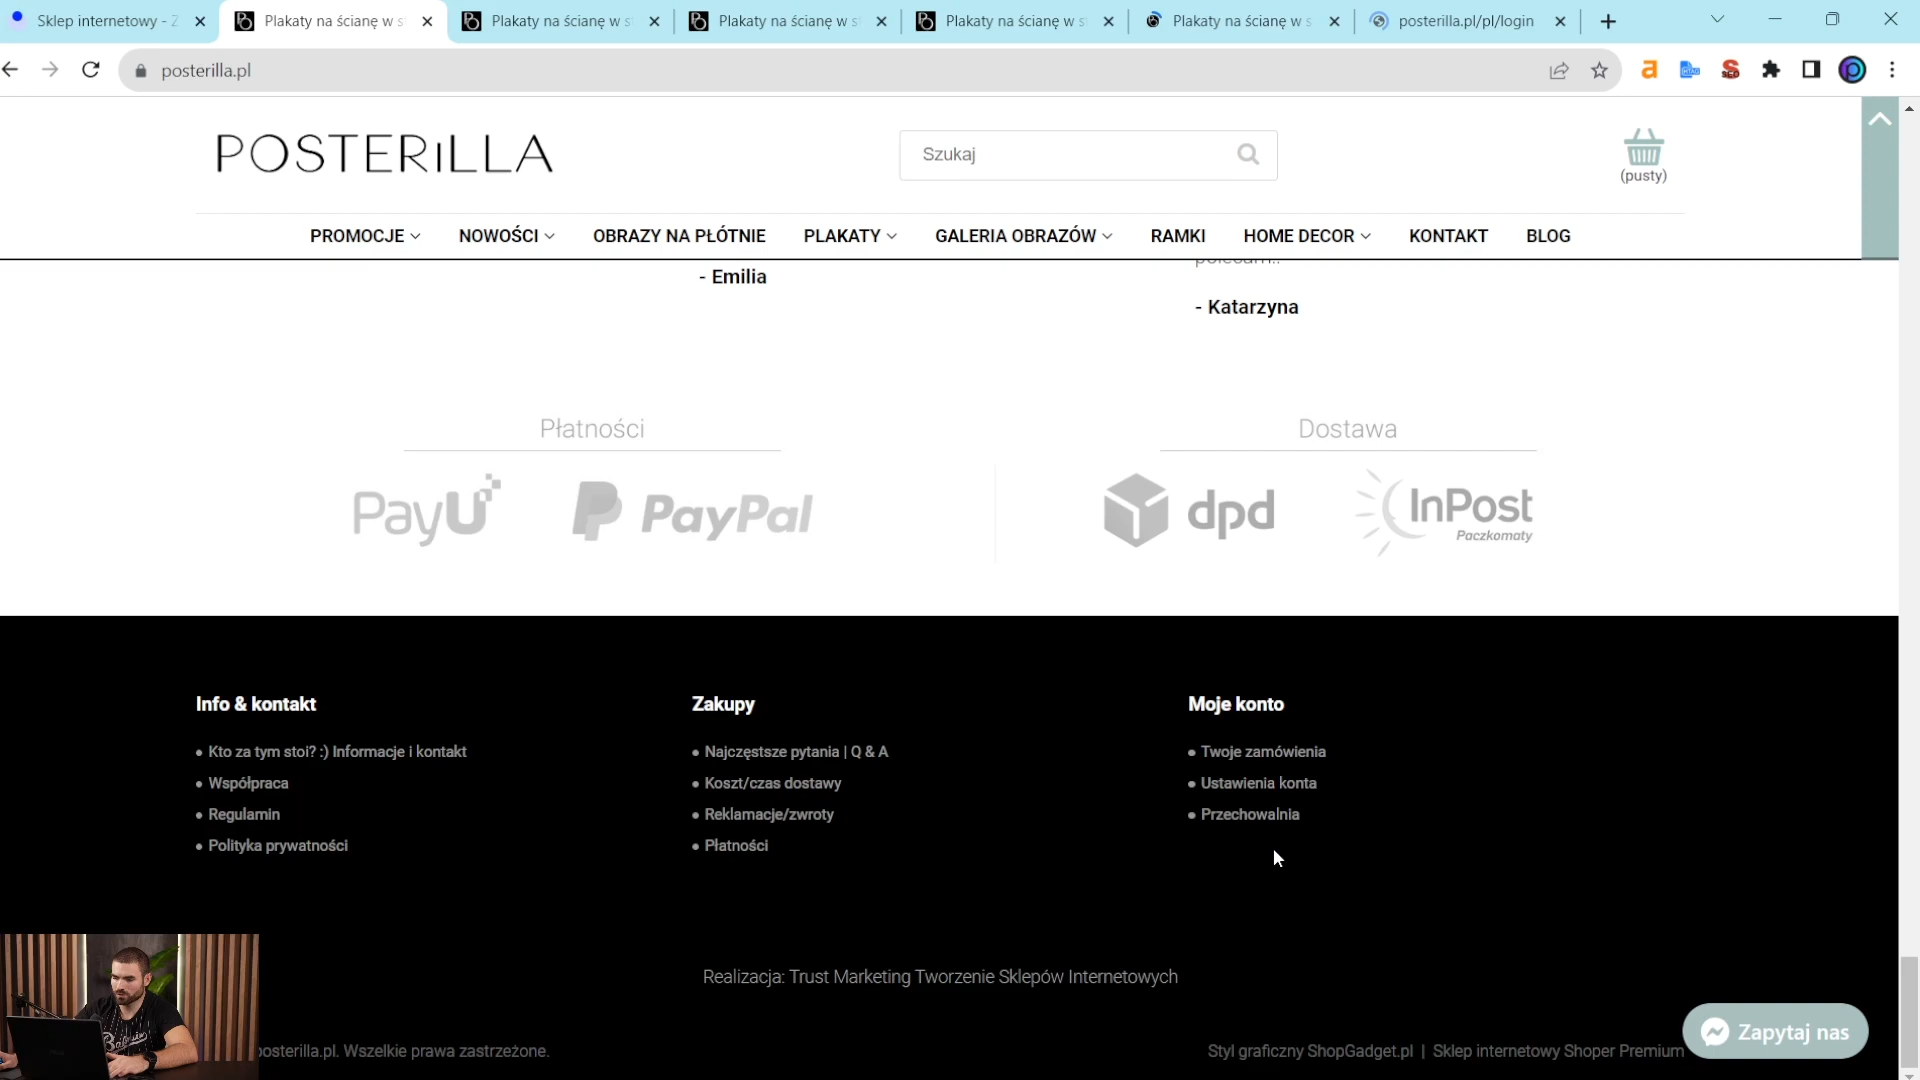 Sklep internetowy - Z
Plakaty na ścianę w s
Plakaty na ścianę w s
Plakaty na ścianę w s
Plakaty na ścianę w s
Plakaty na ścianę w s
posterilla.pl/pl/login
posterilla.pl
POSTERiLLA
Szukaj
(pusty)
PROMOCJE
NOWOŚCI
OBRAZY NA PŁÓTNIE
PLAKATY
GALERIA OBRAZÓW
RAMKI
HOME DECOR
KONTAKT
BLOG
- Emilia
- Katarzyna
Płatności
Dostawa
PayU
PayPal
dpd
InPost
Paczkomaty
Info & kontakt
• Kto za tym stoi? :) Informacje i kontakt
• Współpraca
• Regulamin
• Polityka prywatności
Zakupy
• Najczęstsze pytania | Q & A
• Koszt/czas dostawy
• Reklamacje/zwroty
• Płatności
Moje konto
• Twoje zamówienia
• Ustawienia konta
• Przechowalnia
Realizacja: Trust Marketing Tworzenie Sklepów Internetowych
posterilla.pl. Wszelkie prawa zastrzeżone.
Styl graficzny ShopGadget.pl | Sklep internetowy Shoper Premium
Zapytaj nas